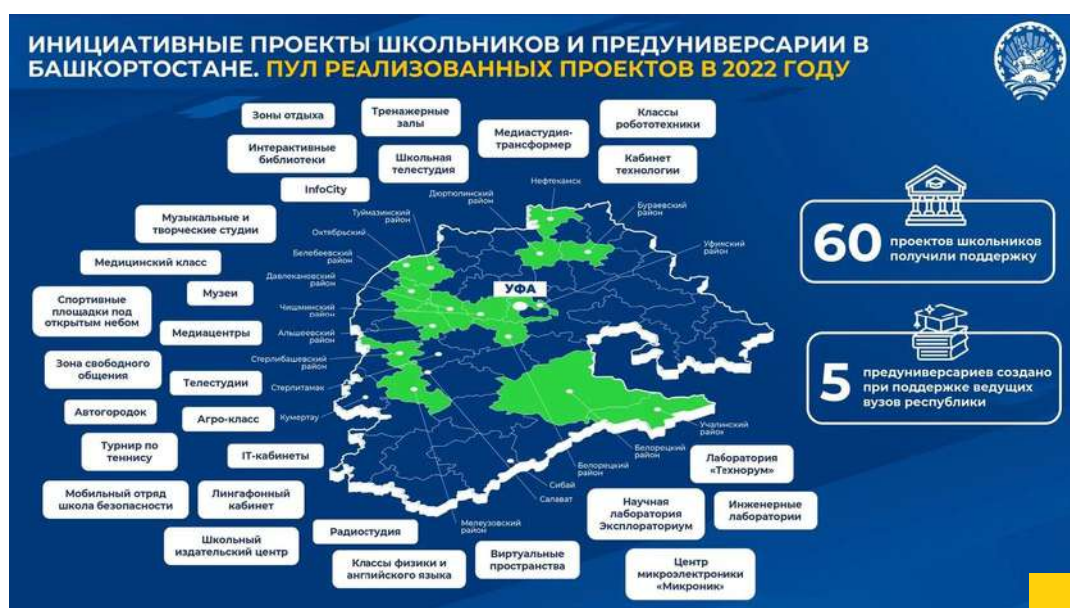 ИНИЦИАТИВНЫЕ ПРОЕКТЫ ШКОЛЬНИКОВ И ПРЕДУНИВЕРСАРИИ В
БАШКОРТОСТАНЕ. ПУЛ РЕАЛИЗОВАННЫХ ПРОЕКТОВ В 2022 ГОДУ
Зоны отдыха
Тренажерные
залы
Медиастудия-
трансформер
Классы
робототехники
Интерактивные
библиотеки
Школьная
телестудия
Кабинет
технологии
InfoCity
Музыкальные и
творческие студии
Медицинский класс
Музеи
Спортивные
площадки под
открытым небом
Медиацентры
Зона свободного
общения
Телестудии
Автогородок
Агро-класс
Турнир по
теннису
IT-кабинеты
Мобильный отряд
школа безопасности
Лингафонный
кабинет
Школьный
издательский центр
Радиостудия
Классы физики и
английского языка
Виртуальные
пространства
Научная
лаборатория
Эксплораториум
Лаборатория
«Технорум»
Инженерные
лаборатории
Центр
микроэлектроники
«Микроник»
Нефтекамск
Дюртюлинский
район
Бураевский
район
Туймазинский
район
Октябрьский
Уфимский
район
Белебеевский
район
Давлекановский
район
УФА
Чишминский
район
Альшеевский
район
Стерлибашевский
район
Стерлитамак
Кумертау
Учалинский
район
Белорецкий
район
Белорецкий
район
Сибай
Салават
Мелеузовский
район
60 проектов школьников
получили поддержку
5 предуниверсариев создано
при поддержке ведущих
вузов республики